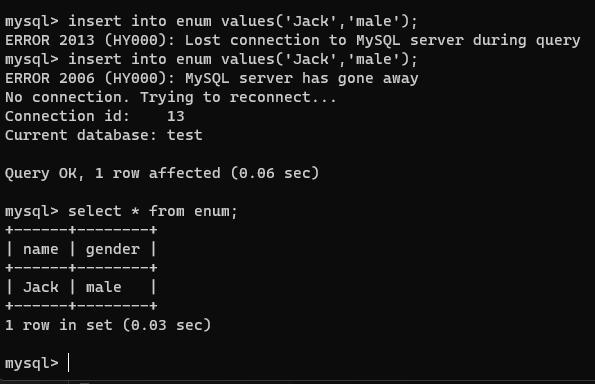 mysql> insert into enum values('Jack','male');
ERROR 2013 (HY000): Lost connection to MySQL server during query
mysql> insert into enum values('Jack','male');
ERROR 2006 (HY000): MySQL server has gone away
No connection. Trying to reconnect...
Connection id:    13
Current database: test
Query OK, 1 row affected (0.06 sec)
mysql> select * from enum;
+------+--------+
| name | gender |
+------+--------+
| Jack | male   |
+------+--------+
1 row in set (0.03 sec)
mysql>